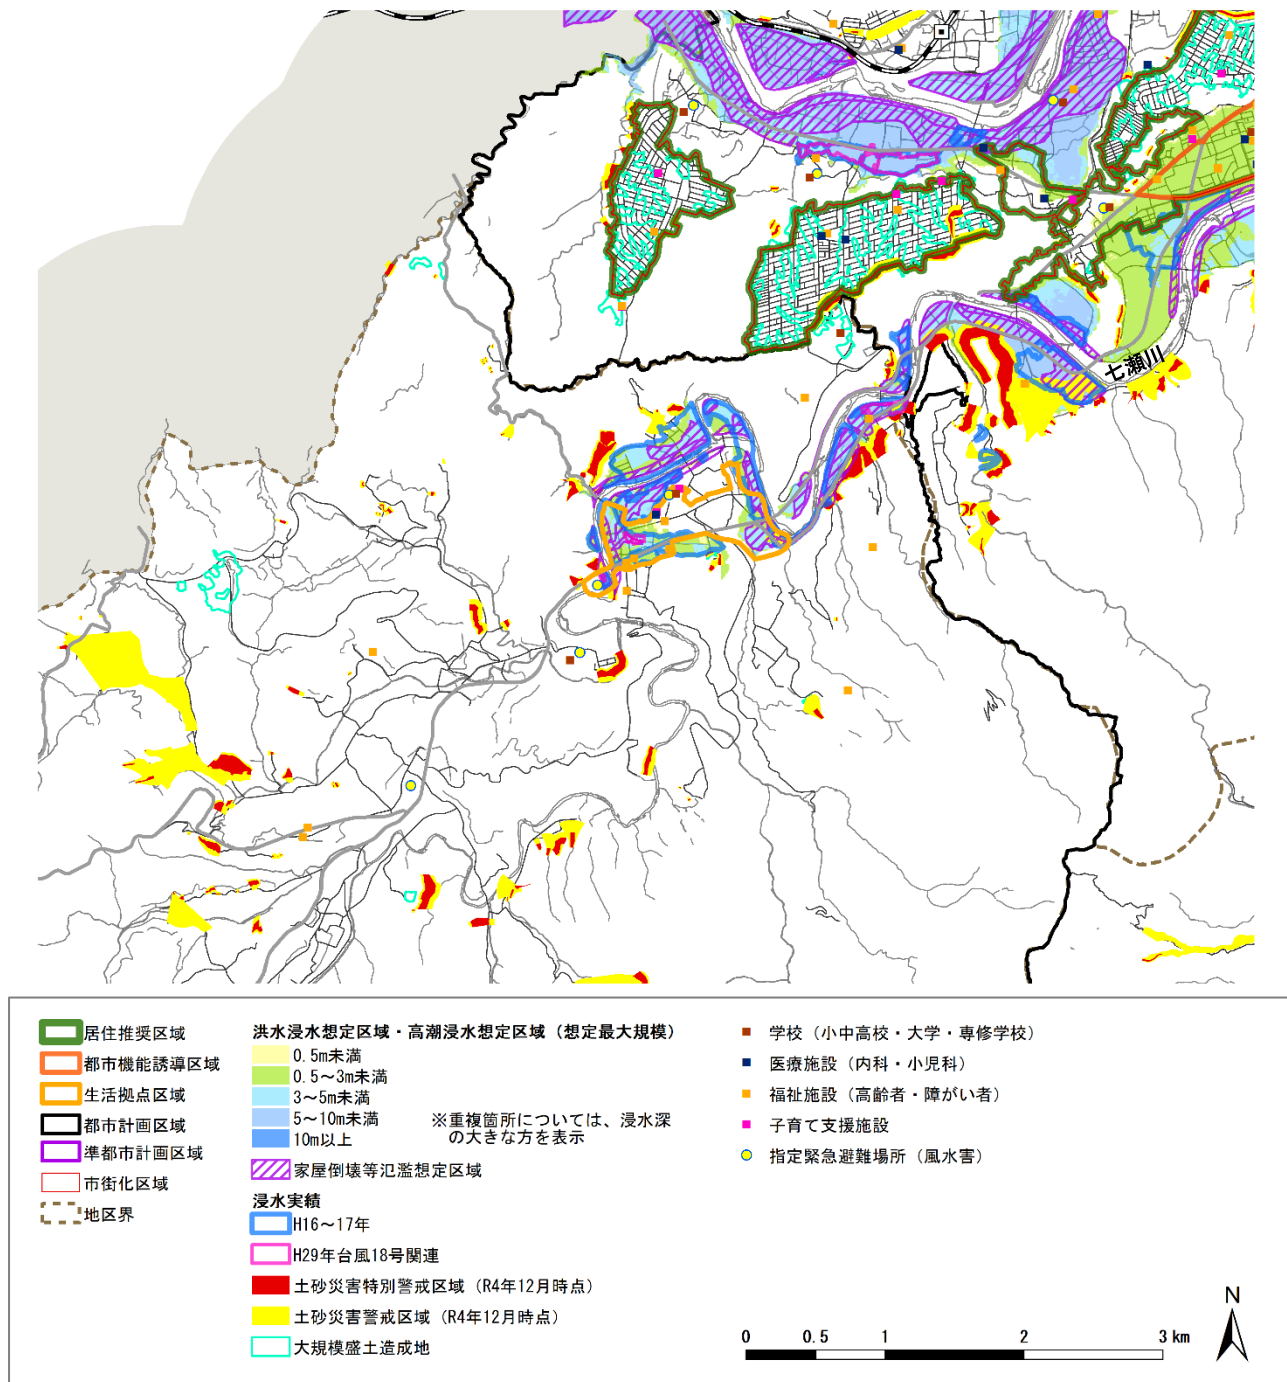 七瀬川
居住推奨区域
都市機能誘導区域
生活拠点区域
都市計画区域
準都市計画区域
市街化区域
地区界
洪水浸水想定区域・高潮浸水想定区域（想定最大規模）
0.5m未満
0.5～3m未満
3～5m未満
5～10m未満
10m以上
※重複箇所については、浸水深
の大きな方を表示
家屋倒壊等氾濫想定区域
浸水実績
H16～17年
H29年台風18号関連
土砂災害特別警戒区域（R4年12月時点）
土砂災害警戒区域（R4年12月時点）
大規模盛土造成地
学校（小中高校・大学・専修学校）
医療施設（内科・小児科）
福祉施設（高齢者・障がい者）
子育て支援施設
指定緊急避難場所（風水害）
N
0 0.5 1 2 3 km